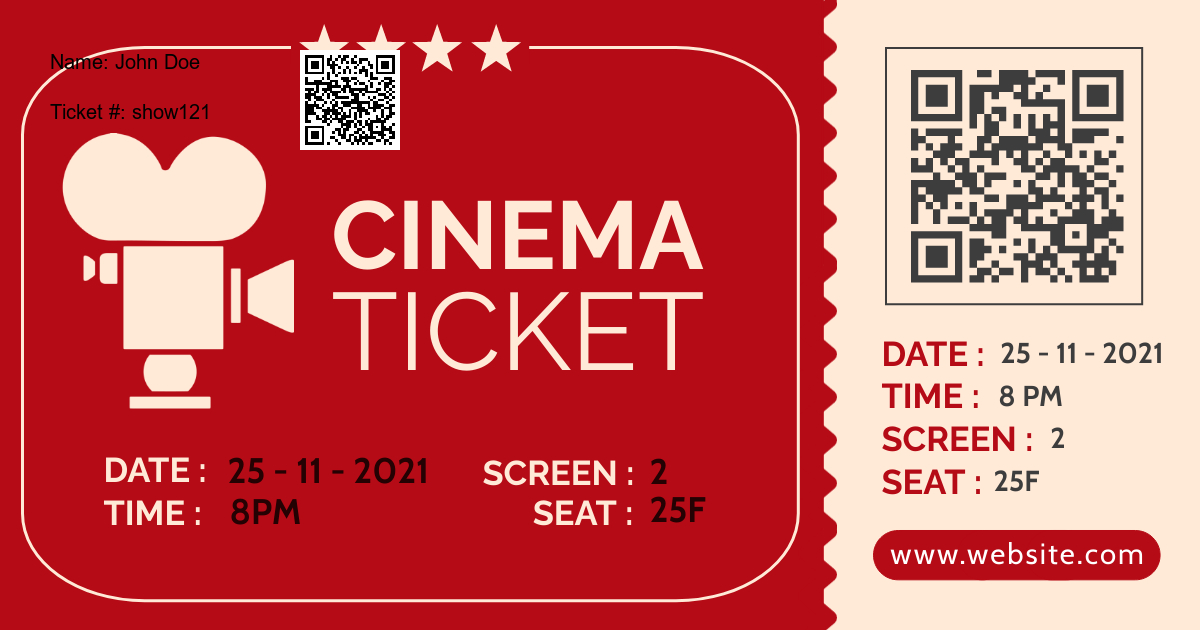 Name: John Doe
Ticket #: show121
CINEMA
TICKET
DATE : 25 - 11 - 2021
TIME : 8PM
SCREEN : 2
SEAT : 25F
DATE : 25 - 11 - 2021
TIME : 8 PM
SCREEN : 2
SEAT : 25F
www.website.com